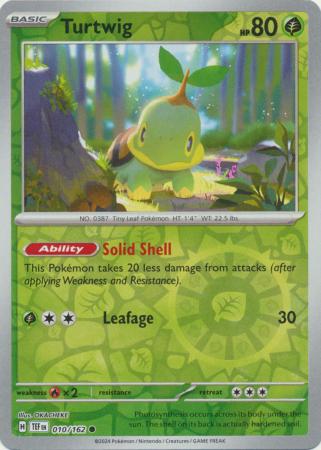 BASIC
Turtwig
HP 80
NO. 0387 Tiny Leaf Pokémon HT: 1'4" WT: 22.5 lbs.
Ability Solid Shell
This Pokémon takes 20 less damage from attacks (after
applying Weakness and Resistance).
Leafage 30
weakness ×2 resistance retreat
Illus. OKACHEKE
H TEF EN 010/162
Photosynthesis occurs across its body under
the sun. The shell on its back is actually hardened soil.
©2024 Pokémon / Nintendo / Creatures / GAME FREAK